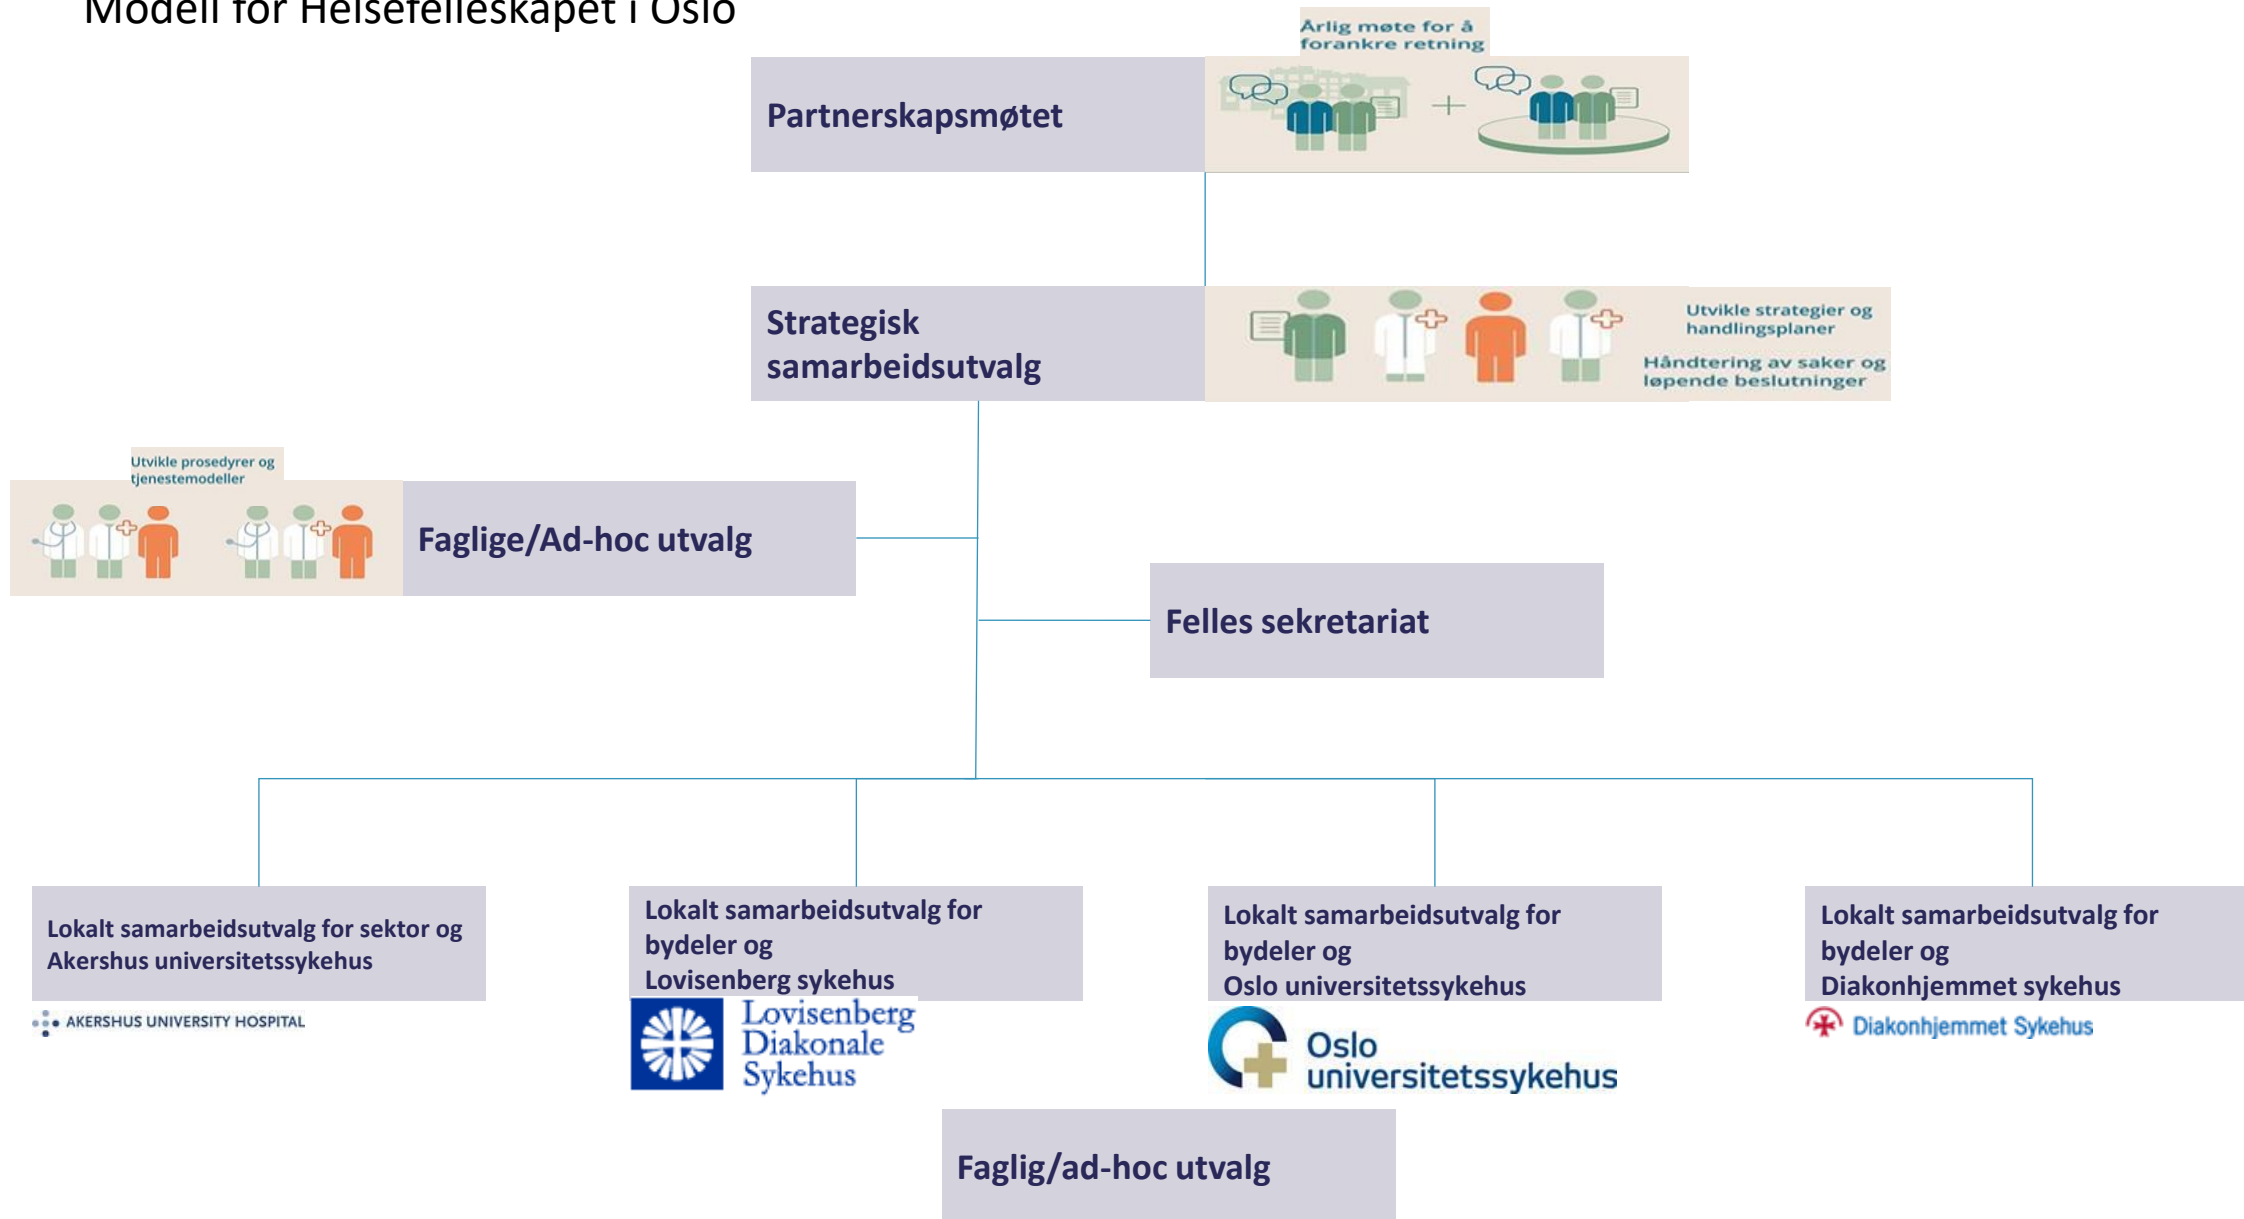 Modell for Helsefelleskapet i Oslo
Årlig møte for å
forankre retning
Partnerskapsmøtet
Strategisk
samarbeidsutvalg
Utvikle strategier og
handlingsplaner
Håndtering av saker og
løpende beslutninger
Utvikle prosedyrer og
tjenestemodeller
Faglige/Ad-hoc utvalg
Felles sekretariat
Lokalt samarbeidsutvalg for sektor og
Akershus universitetssykehus
AKERSHUS UNIVERSITY HOSPITAL
Lokalt samarbeidsutvalg for
bydeler og
Lovisenberg sykehus
Lovisenberg
Diakonale
Sykehus
Lokalt samarbeidsutvalg for
bydeler og
Oslo universitetssykehus
Oslo
universitetssykehus
Lokalt samarbeidsutvalg for
bydeler og
Diakonhjemmet sykehus
Diakonhjemmet Sykehus
Faglig/ad-hoc utvalg